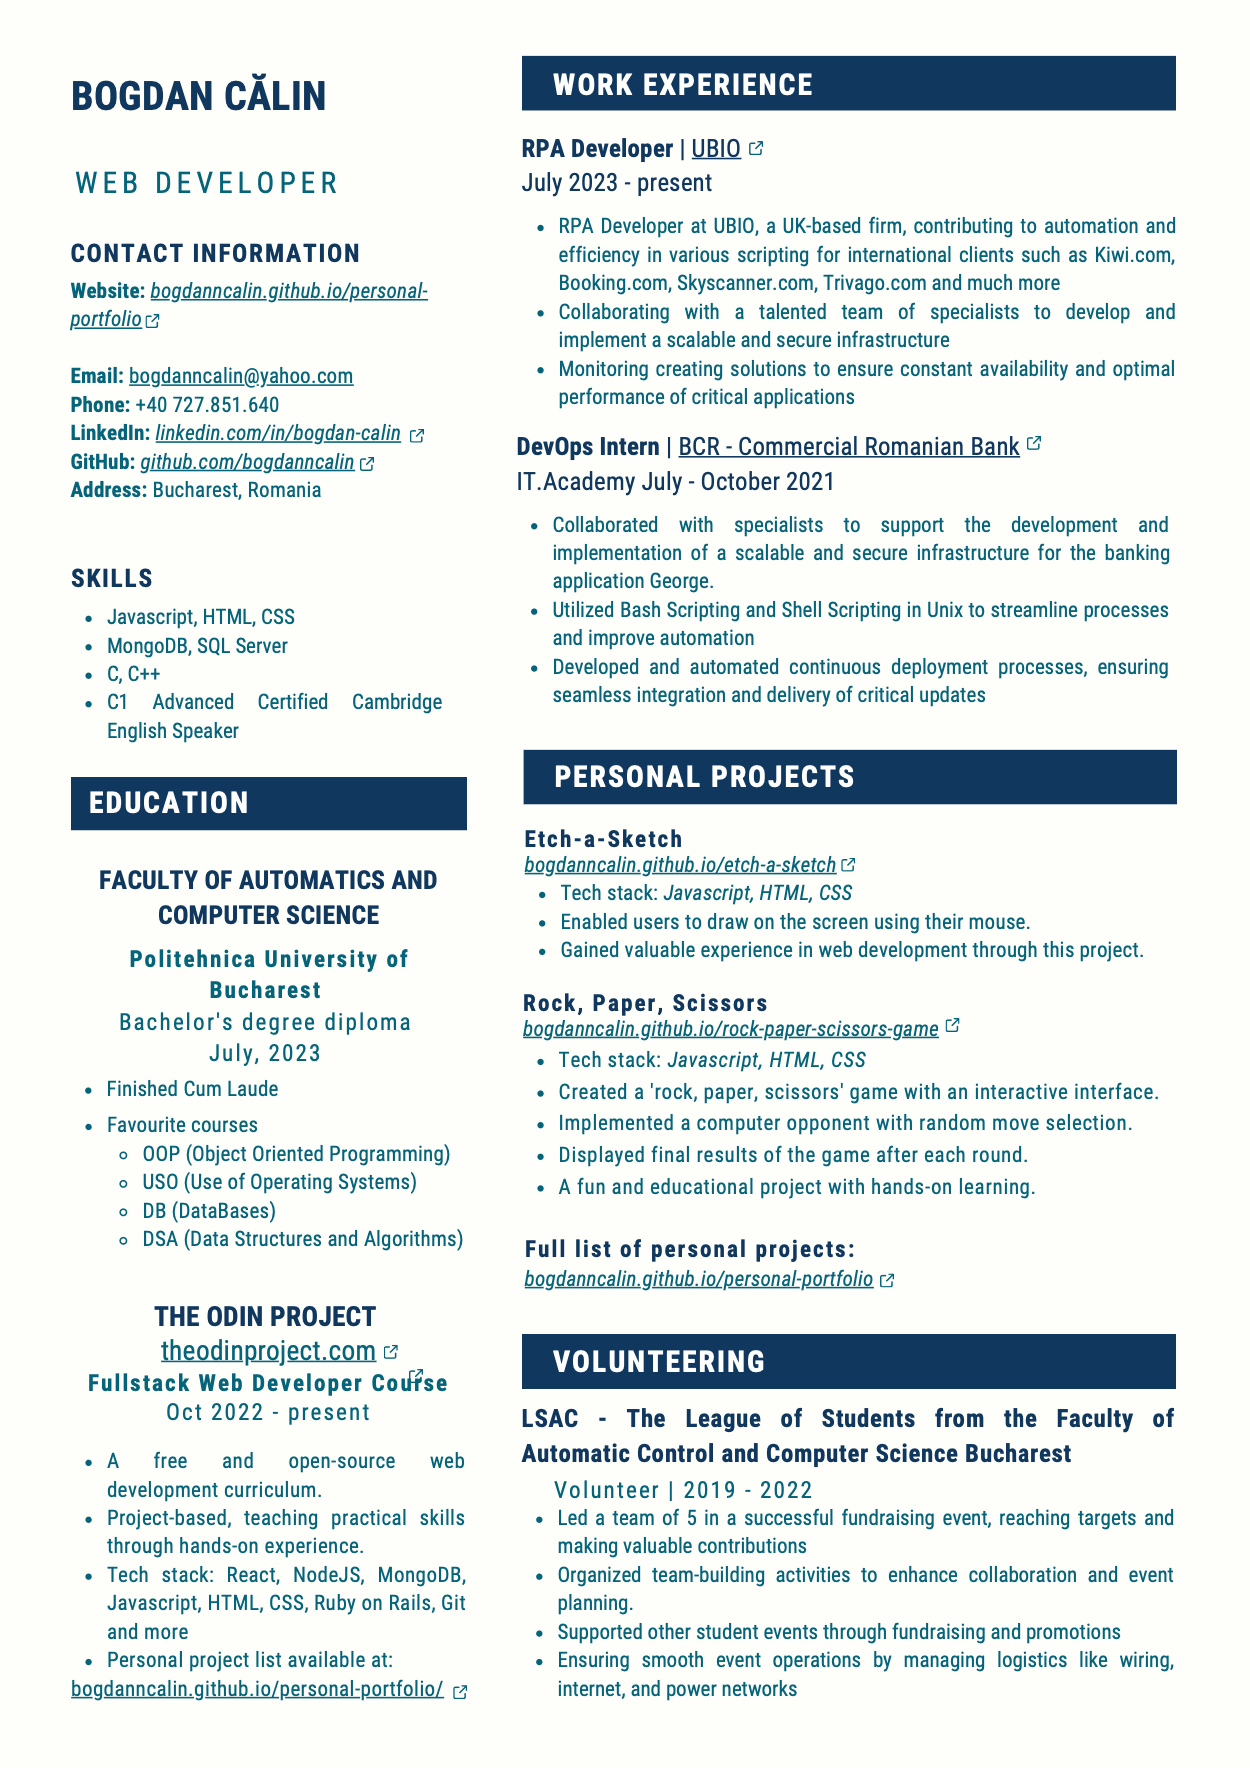 BOGDAN CĂLIN
WEB DEVELOPER
CONTACT INFORMATION
Website: bogdanncalin.github.io/personal-
portfolio
Email: bogdanncalin@yahoo.com
Phone: +40 727.851.640
LinkedIn: linkedin.com/in/bogdan-calin
GitHub: github.com/bogdanncalin
Address: Bucharest, Romania
SKILLS
• Javascript, HTML, CSS
• MongoDB, SQL Server
• C, C++
• C1 Advanced Certified Cambridge
English Speaker
EDUCATION
FACULTY OF AUTOMATICS AND
COMPUTER SCIENCE
Politehnica University of
Bucharest
Bachelor's degree diploma
July, 2023
• Finished Cum Laude
• Favourite courses
◦ OOP (Object Oriented Programming)
◦ USO (Use of Operating Systems)
◦ DB (DataBases)
◦ DSA (Data Structures and Algorithms)
THE ODIN PROJECT
theodinproject.com
Fullstack Web Developer Course
Oct 2022 - present
• A free and open-source web
development curriculum.
• Project-based, teaching practical skills
through hands-on experience.
• Tech stack: React, NodeJS, MongoDB,
Javascript, HTML, CSS, Ruby on Rails, Git
and more
• Personal project list available at:
bogdanncalin.github.io/personal-portfolio/
WORK EXPERIENCE
RPA Developer | UBIO
July 2023 - present
• RPA Developer at UBIO, a UK-based firm, contributing to automation and
efficiency in various scripting for international clients such as Kiwi.com,
Booking.com, Skyscanner.com, Trivago.com and much more
• Collaborating with a talented team of specialists to develop and
implement a scalable and secure infrastructure
• Monitoring creating solutions to ensure constant availability and optimal
performance of critical applications
DevOps Intern | BCR - Commercial Romanian Bank
IT.Academy July - October 2021
• Collaborated with specialists to support the development and
implementation of a scalable and secure infrastructure for the banking
application George.
• Utilized Bash Scripting and Shell Scripting in Unix to streamline processes
and improve automation
• Developed and automated continuous deployment processes, ensuring
seamless integration and delivery of critical updates
PERSONAL PROJECTS
Etch-a-Sketch
bogdanncalin.github.io/etch-a-sketch
• Tech stack: Javascript, HTML, CSS
• Enabled users to draw on the screen using their mouse.
• Gained valuable experience in web development through this project.
Rock, Paper, Scissors
bogdanncalin.github.io/rock-paper-scissors-game
• Tech stack: Javascript, HTML, CSS
• Created a 'rock, paper, scissors' game with an interactive interface.
• Implemented a computer opponent with random move selection.
• Displayed final results of the game after each round.
• A fun and educational project with hands-on learning.
Full list of personal projects:
bogdanncalin.github.io/personal-portfolio
VOLUNTEERING
LSAC - The League of Students from the Faculty of
Automatic Control and Computer Science Bucharest
Volunteer | 2019 - 2022
• Led a team of 5 in a successful fundraising event, reaching targets and
making valuable contributions
• Organized team-building activities to enhance collaboration and event
planning.
• Supported other student events through fundraising and promotions
• Ensuring smooth event operations by managing logistics like wiring,
internet, and power networks